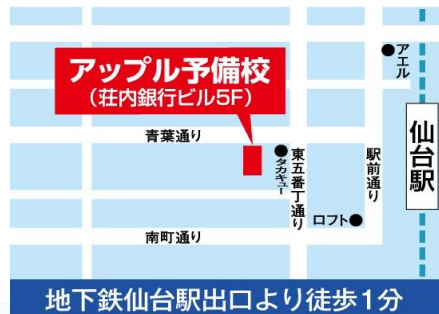 アップル予備校
(荘内銀行ビル5F)
アエル
仙台駅
青葉通り
タカキュー
東五番丁通り
駅前通り
ロフト
南町通り
地下鉄仙台駅出口より徒歩1分